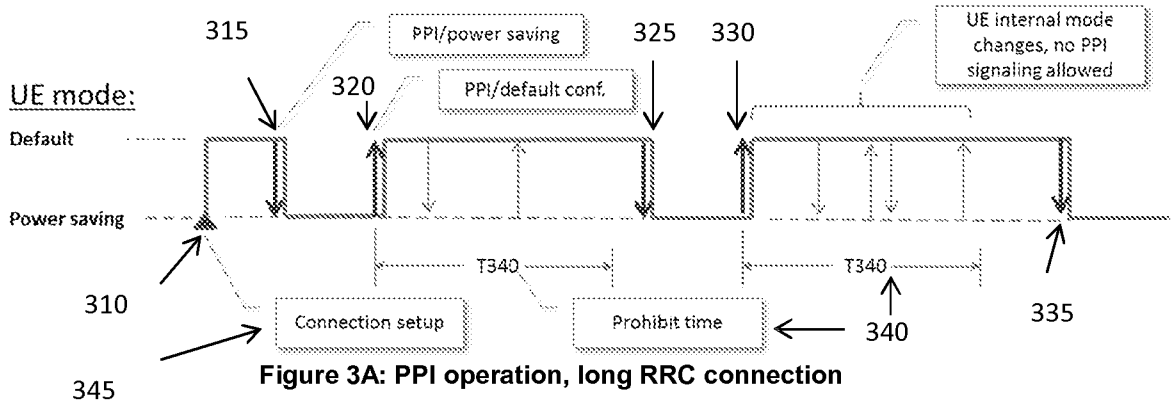 315
PPI/power saving
325
330
UE internal mode
changes, no PPI
signaling allowed
320
PPI/default conf.
UE mode:
Default
Power saving
T340
T340
310
Connection setup
Prohibit time
340
335
345
Figure 3A: PPI operation, long RRC connection